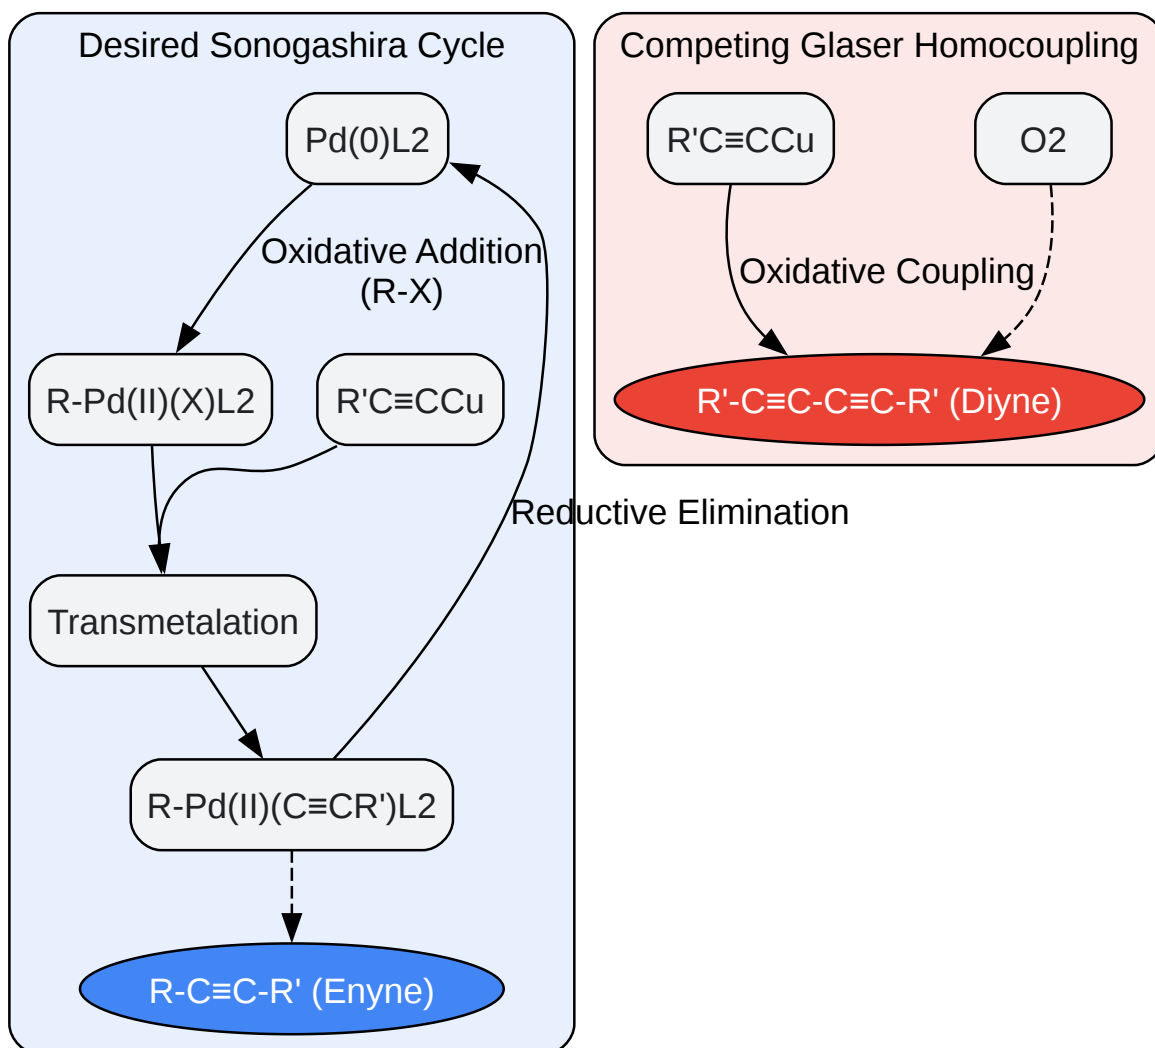 Desired Sonogashira Cycle
Pd(0)L2
Oxidative Addition
(R-X)
R-Pd(II)(X)L2
R'C≡CCu
Transmetalation
Reductive Elimination
R-Pd(II)(C≡CR')L2
R-C≡C-R' (Enyne)
Competing Glaser Homocoupling
R'C≡CCu
O2
Oxidative Coupling
R'-C≡C-C≡C-R' (Diyne)